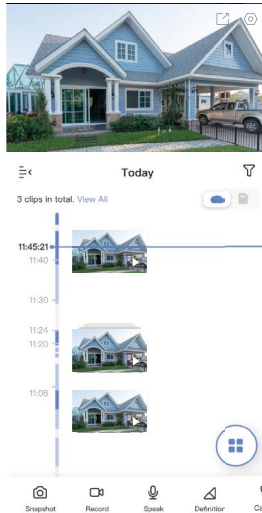 Today
3 clips in total. View All
11:45:21
11:40
11:30
11:24
11:20
11:08
Snapshot
Record
Speak
Definition
Ca